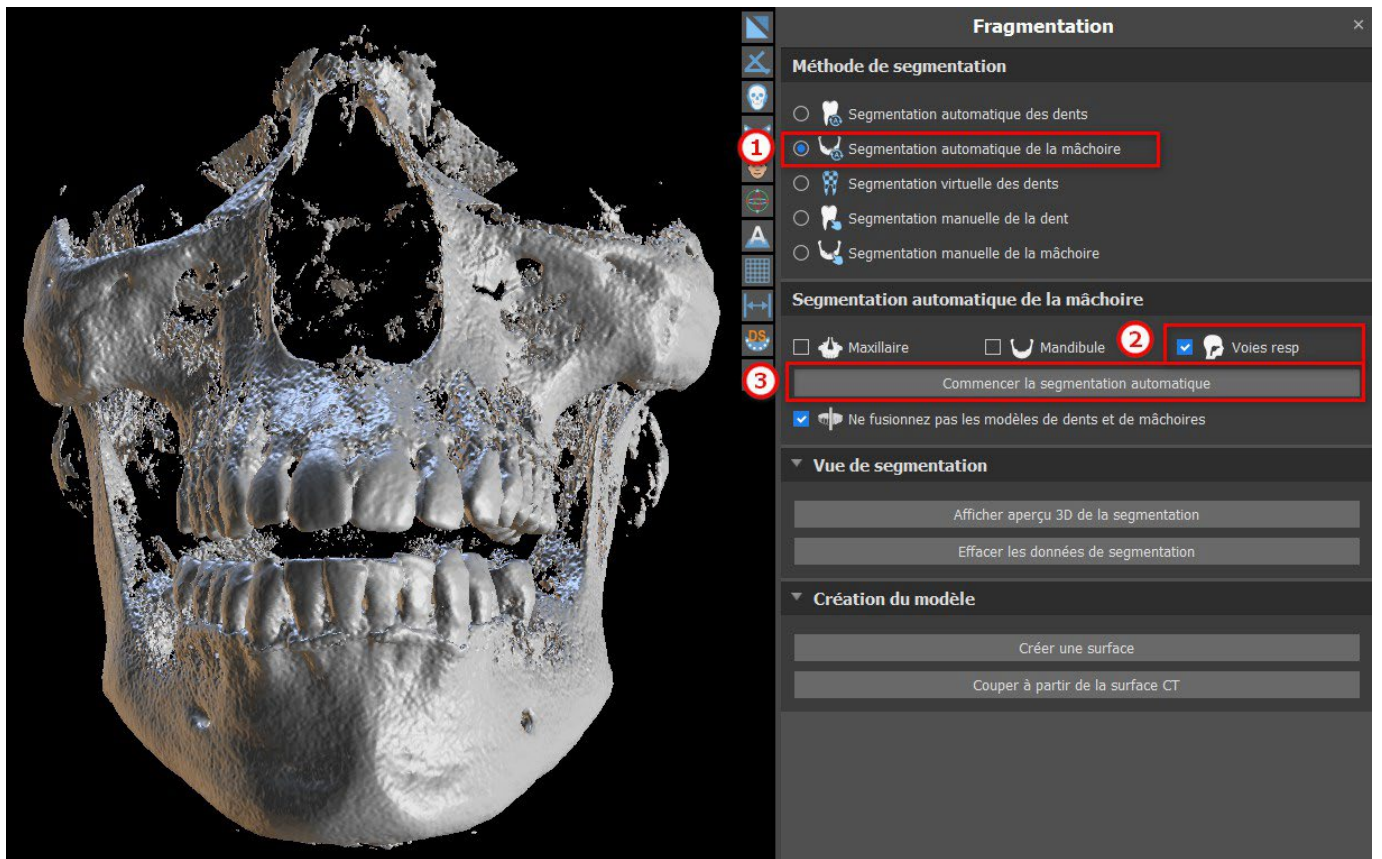 Fragmentation
×
Méthode de segmentation
Segmentation automatique des dents
1
Segmentation automatique de la mâchoire
Segmentation virtuelle des dents
Segmentation manuelle de la dent
A
Segmentation manuelle de la mâchoire
Segmentation automatique de la mâchoire
DS
Maxillaire
Mandibule
2
Voies resp
3
Commencer la segmentation automatique
Ne fusionnez pas les modèles de dents et de mâchoires
Vue de segmentation
Afficher aperçu 3D de la segmentation
Effacer les données de segmentation
Création du modèle
Créer une surface
Couper à partir de la surface CT